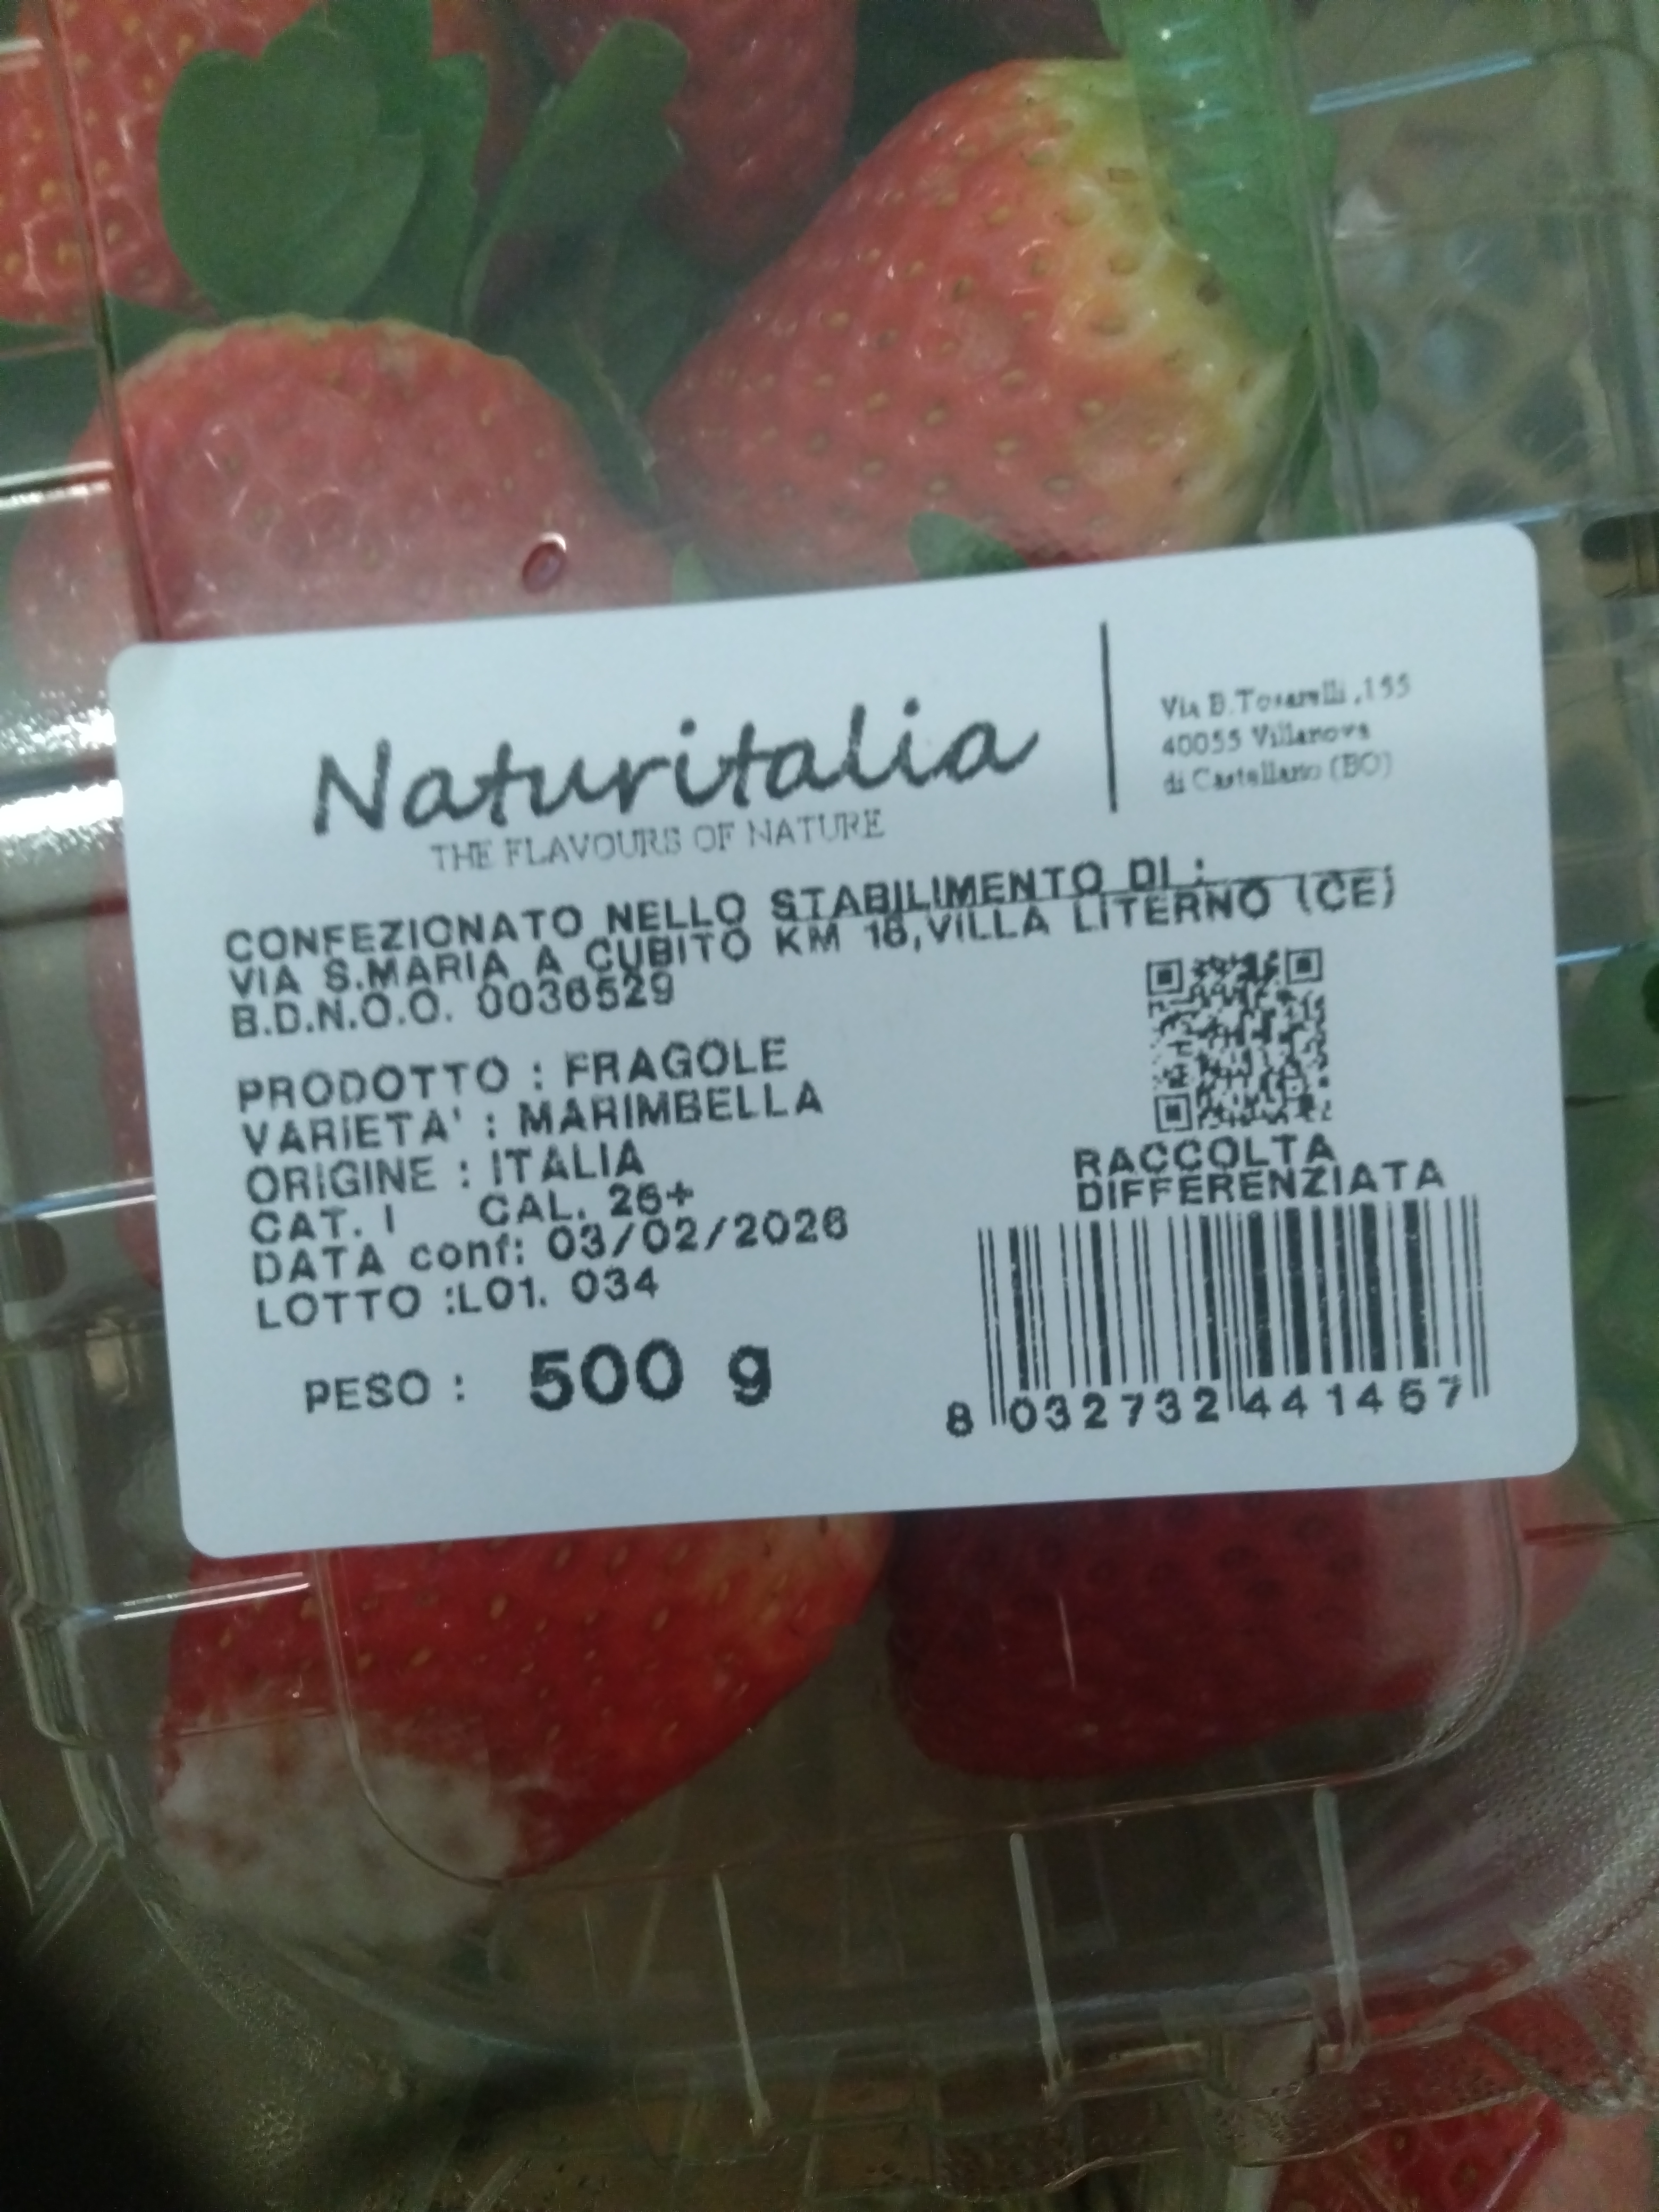 Naturitalia
THE FLAVOURS OF NATURE
Via B.Tosarelli ,155
40055 Villanova
di Castellano (BO)
CONFEZIONATO NELLO STABILIMENTO DI :
VIA S.MARIA A CUBITO KM 18,VILLA LITERNO (CE)
B.D.N.O.O. 0036529
PRODOTTO : FRAGOLE
VARIETA' : MARIMBELLA
ORIGINE : ITALIA
CAT. I CAL. 25+
DATA conf: 03/02/2026
LOTTO :L01. 034
PESO : 500 g
RACCOLTA
DIFFERENZIATA
8 032732 441457